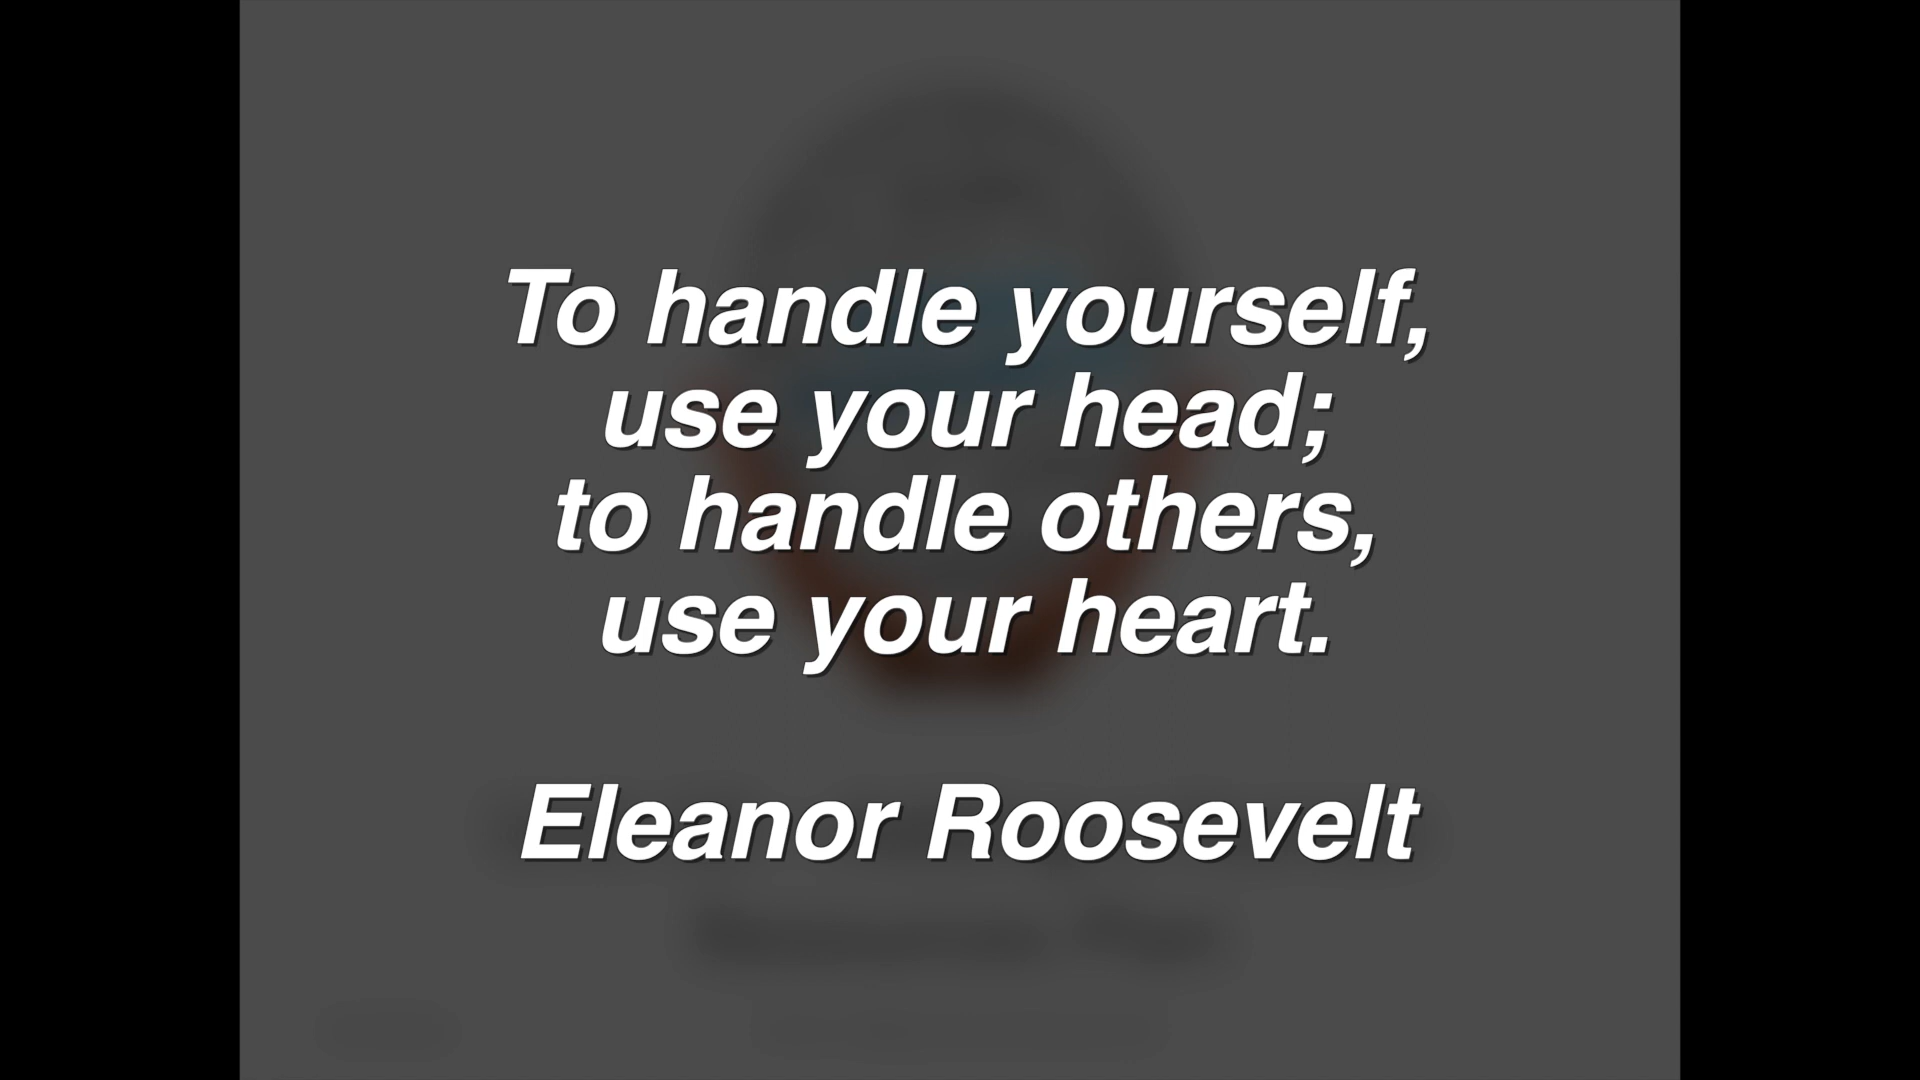 To handle yourself,
use your head;
to handle others,
use your heart.
Eleanor Roosevelt